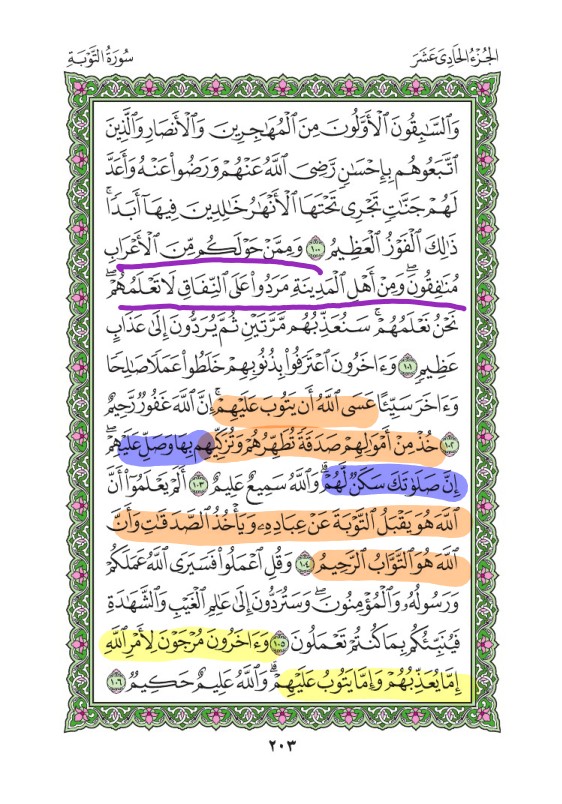 الجُزْءُ الحَادِى عَشَرَ
سُورَةُ التَّوْبَةِ
وَٱلسَّٰبِقُونَ ٱلْأَوَّلُونَ مِنَ ٱلْمُهَٰجِرِينَ وَٱلْأَنصَارِ وَٱلَّذِينَ
ٱتَّبَعُوهُم بِإِحْسَٰنٍ رَّضِىَ ٱللَّهُ عَنْهُمْ وَرَضُوا۟ عَنْهُ وَأَعَدَّ
لَهُمْ جَنَّٰتٍ تَجْرِى تَحْتَهَا ٱلْأَنْهَٰرُ خَٰلِدِينَ فِيهَآ أَبَدًا ۚ
ذَٰلِكَ ٱلْفَوْزُ ٱلْعَظِيمُ ١٠٠ وَمِمَّنْ حَوْلَكُم مِّنَ ٱلْأَعْرَابِ
مُنَٰفِقُونَ ۖ وَمِنْ أَهْلِ ٱلْمَدِينَةِ مَرَدُوا۟ عَلَى ٱلنِّفَاقِ لَا تَعْلَمُهُمْ ۖ
نَحْنُ نَعْلَمُهُمْ ۚ سَنُعَذِّبُهُم مَّرَّتَيْنِ ثُمَّ يُرَدُّونَ إِلَىٰ عَذَابٍ
عَظِيمٍ ١٠١ وَءَاخَرُونَ ٱعْتَرَفُوا۟ بِذُنُوبِهِمْ خَلَطُوا۟ عَمَلًا صَٰلِحًا
وَءَاخَرَ سَيِّئًا عَسَى ٱللَّهُ أَن يَتُوبَ عَلَيْهِمْ ۚ إِنَّ ٱللَّهَ غَفُورٌ رَّحِيمٌ
١٠٢ خُذْ مِنْ أَمْوَٰلِهِمْ صَدَقَةً تُطَهِّرُهُمْ وَتُزَكِّيهِم بِهَا وَصَلِّ عَلَيْهِمْ ۖ
إِنَّ صَلَوٰتَكَ سَكَنٌ لَّهُمْ ۗ وَٱللَّهُ سَمِيعٌ عَلِيمٌ ١٠٣ أَلَمْ يَعْلَمُوٓا۟ أَنَّ
ٱللَّهَ هُوَ يَقْبَلُ ٱلتَّوْبَةَ عَنْ عِبَادِهِۦ وَيَأْخُذُ ٱلصَّدَقَٰتِ وَأَنَّ
ٱللَّهَ هُوَ ٱلتَّوَّابُ ٱلرَّحِيمُ ١٠٤ وَقُلِ ٱعْمَلُوا۟ فَسَيَرَى ٱللَّهُ عَمَلَكُمْ
وَرَسُولُهُۥ وَٱلْمُؤْمِنُونَ ۖ وَسَتُرَدُّونَ إِلَىٰ عَٰلِمِ ٱلْغَيْبِ وَٱلشَّهَٰدَةِ
فَيُنَبِّئُكُم بِمَا كُنتُمْ تَعْمَلُونَ ١٠٥ وَءَاخَرُونَ مُرْجَوْنَ لِأَمْرِ ٱللَّهِ
إِمَّا يُعَذِّبُهُمْ وَإِمَّا يَتُوبُ عَلَيْهِمْ ۗ وَٱللَّهُ عَلِيمٌ حَكِيمٌ ١٠٦
٢٠٣